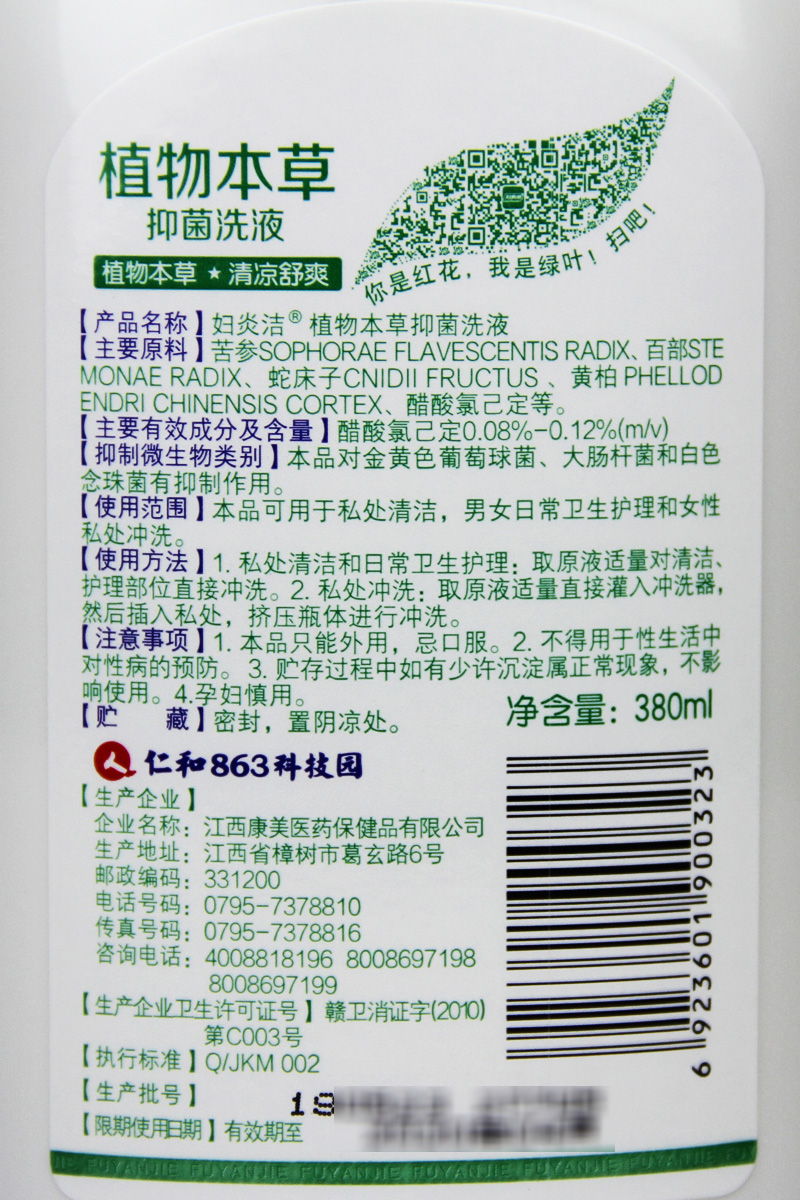 植物本草
抑菌洗液
植物本草★清凉舒爽
你是红花，我是绿叶！扫吧！
【产品名称】妇炎洁®植物本草抑菌洗液
【主要原料】苦参SOPHORAE FLAVESCENTIS RADIX、百部STE
MONAE RADIX、蛇床子CNIDII FRUCTUS、黄柏PHELLOD
ENDRI CHINENSIS CORTEX、醋酸氯己定等。
【主要有效成分及含量】醋酸氯己定0.08%-0.12%(m/v)
【抑制微生物类别】本品对金黄色葡萄球菌、大肠杆菌和白色
念珠菌有抑制作用。
【使用范围】本品可用于私处清洁，男女日常卫生护理和女性
私处冲洗。
【使用方法】1. 私处清洁和日常卫生护理：取原液适量对清洁、
护理部位直接冲洗。2. 私处冲洗：取原液适量直接灌入冲洗器，
然后插入私处，挤压瓶体进行冲洗。
【注意事项】1. 本品只能外用，忌口服。2. 不得用于性生活中
对性病的预防。3. 贮存过程中如有少许沉淀属正常现象，不影
响使用。4.孕妇慎用。
【贮 藏】密封，置阴凉处。
净含量：380ml
仁和863科技园
【生产企业】
企业名称：江西康美医药保健品有限公司
生产地址：江西省樟树市葛玄路6号
邮政编码：331200
电话号码：0795-7378810
传真号码：0795-7378816
咨询电话：4008818196 8008697198
8008697199
【生产企业卫生许可证号】赣卫消证字(2010)
第C003号
【执行标准】Q/JKM 002
【生产批号】
【限期使用日期】有效期至
6 923601 900323
FUYANJIE FUYANJIE FUYANJIE FUYANJIE FUYANJIE FUYANJIE